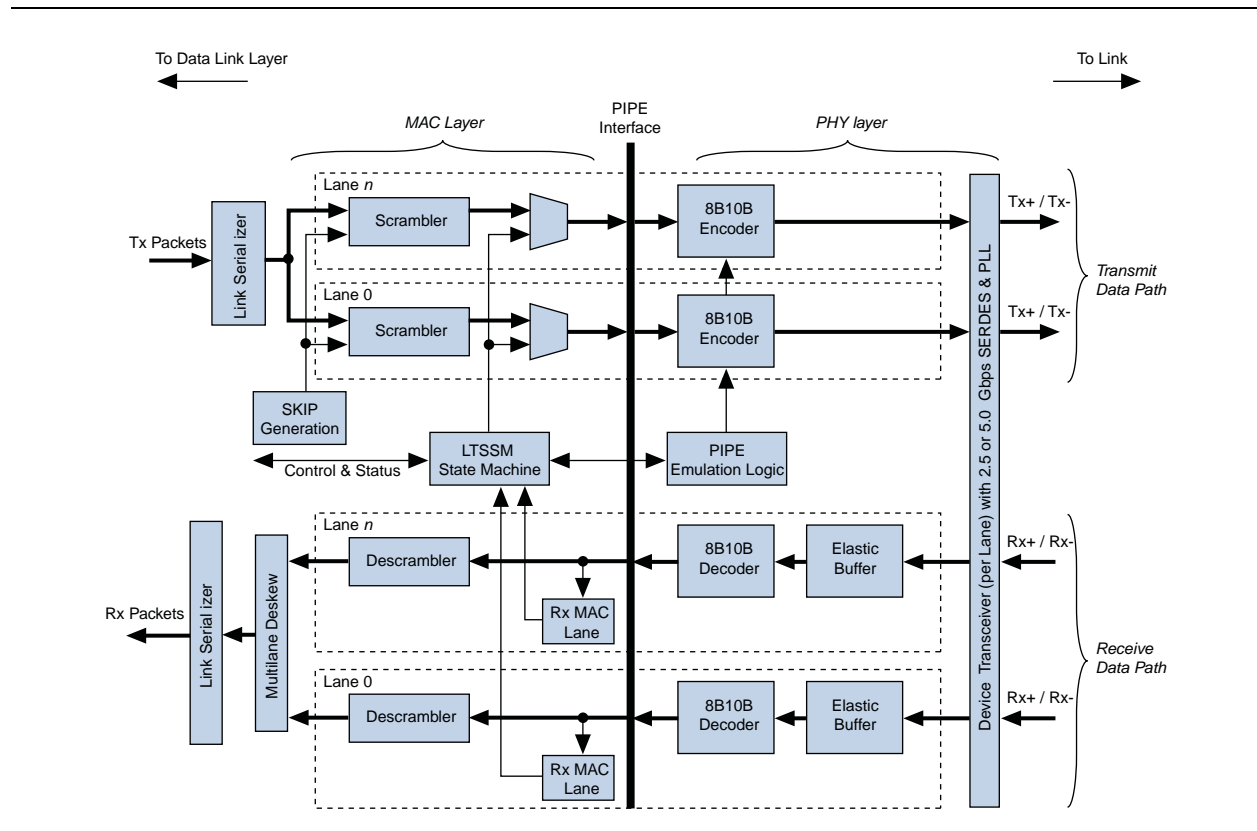 To Data Link Layer
To Link
PIPE
Interface
MAC Layer
PHY layer
Lane n
Scrambler
8B10B
Encoder
Tx+ / Tx-
Tx Packets
Link Serial izer
Lane 0
Scrambler
8B10B
Encoder
Tx+ / Tx-
Transmit
Data Path
SKIP
Generation
Control & Status
LTSSM
State Machine
PIPE
Emulation Logic
Device Transceiver (per Lane) with 2.5 or 5.0 Gbps SERDES & PLL
Lane n
Descrambler
8B10B
Decoder
Elastic
Buffer
Rx+ / Rx-
Rx MAC
Lane
Rx Packets
Link Serial izer
Multilane Deskew
Lane 0
Descrambler
8B10B
Decoder
Elastic
Buffer
Rx+ / Rx-
Rx MAC
Lane
Receive
Data Path